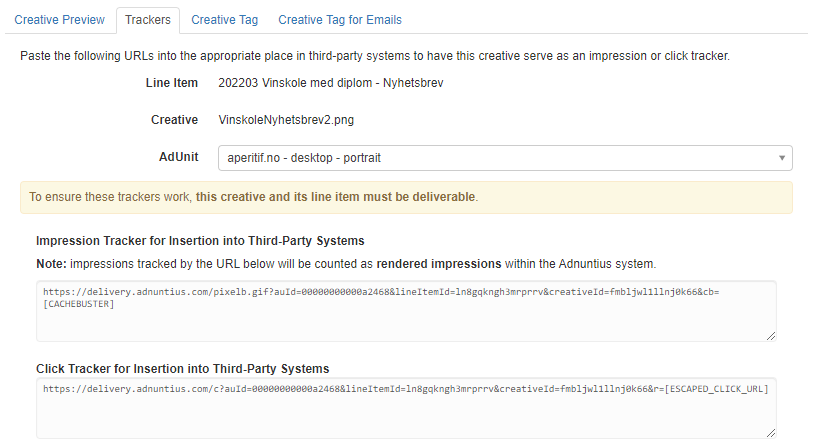 Creative Preview Trackers Creative Tag Creative Tag for Emails
Paste the following URLs into the appropriate place in third-party systems to have this creative serve as an impression or click tracker.
Line Item 202203 Vinskole med diplom - Nyhetsbrev
Creative VinskoleNyhetsbrev2.png
AdUnit aperitif.no - desktop - portrait
To ensure these trackers work, this creative and its line item must be deliverable.
Impression Tracker for Insertion into Third-Party Systems
Note: impressions tracked by the URL below will be counted as rendered impressions within the Adnuntius system.
https://delivery.adnuntius.com/pixelb.gif?auId=00000000000a2468&lineItemId=ln8gqkngh3mrprrv&creativeId=fmbljwl1llnj0k66&cb=
[CACHEBUSTER]
Click Tracker for Insertion into Third-Party Systems
https://delivery.adnuntius.com/c?auId=00000000000a2468&lineItemId=ln8gqkngh3mrprrv&creativeId=fmbljwl1llnj0k66&r=[ESCAPED_CLICK_URL]